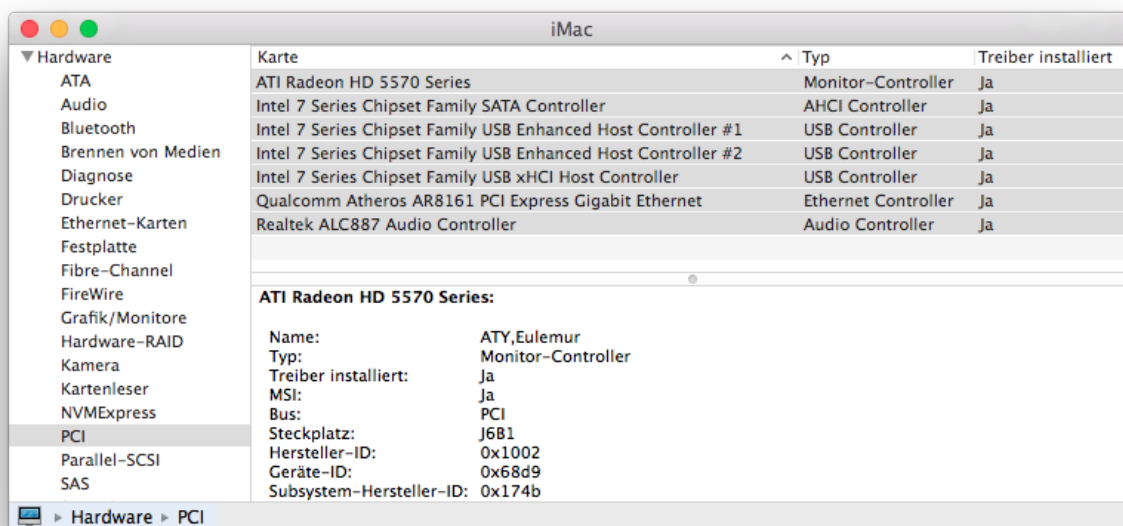 iMac
Hardware
ATA
Audio
Bluetooth
Brennen von Medien
Diagnose
Drucker
Ethernet-Karten
Festplatte
Fibre-Channel
FireWire
Grafik/Monitore
Hardware-RAID
Kamera
Kartenleser
NVMExpress
PCI
Parallel-SCSI
SAS
Karte Typ Treiber installiert
ATI Radeon HD 5570 Series Monitor-Controller Ja
Intel 7 Series Chipset Family SATA Controller AHCI Controller Ja
Intel 7 Series Chipset Family USB Enhanced Host Controller #1 USB Controller Ja
Intel 7 Series Chipset Family USB Enhanced Host Controller #2 USB Controller Ja
Intel 7 Series Chipset Family USB xHCI Host Controller USB Controller Ja
Qualcomm Atheros AR8161 PCI Express Gigabit Ethernet Ethernet Controller Ja
Realtek ALC887 Audio Controller Audio Controller Ja
ATI Radeon HD 5570 Series:
Name: ATY,Eulemur
Typ: Monitor-Controller
Treiber installiert: Ja
MSI: Ja
Bus: PCI
Steckplatz: J6B1
Hersteller-ID: 0x1002
Geräte-ID: 0x68d9
Subsystem-Hersteller-ID: 0x174b
Hardware PCI